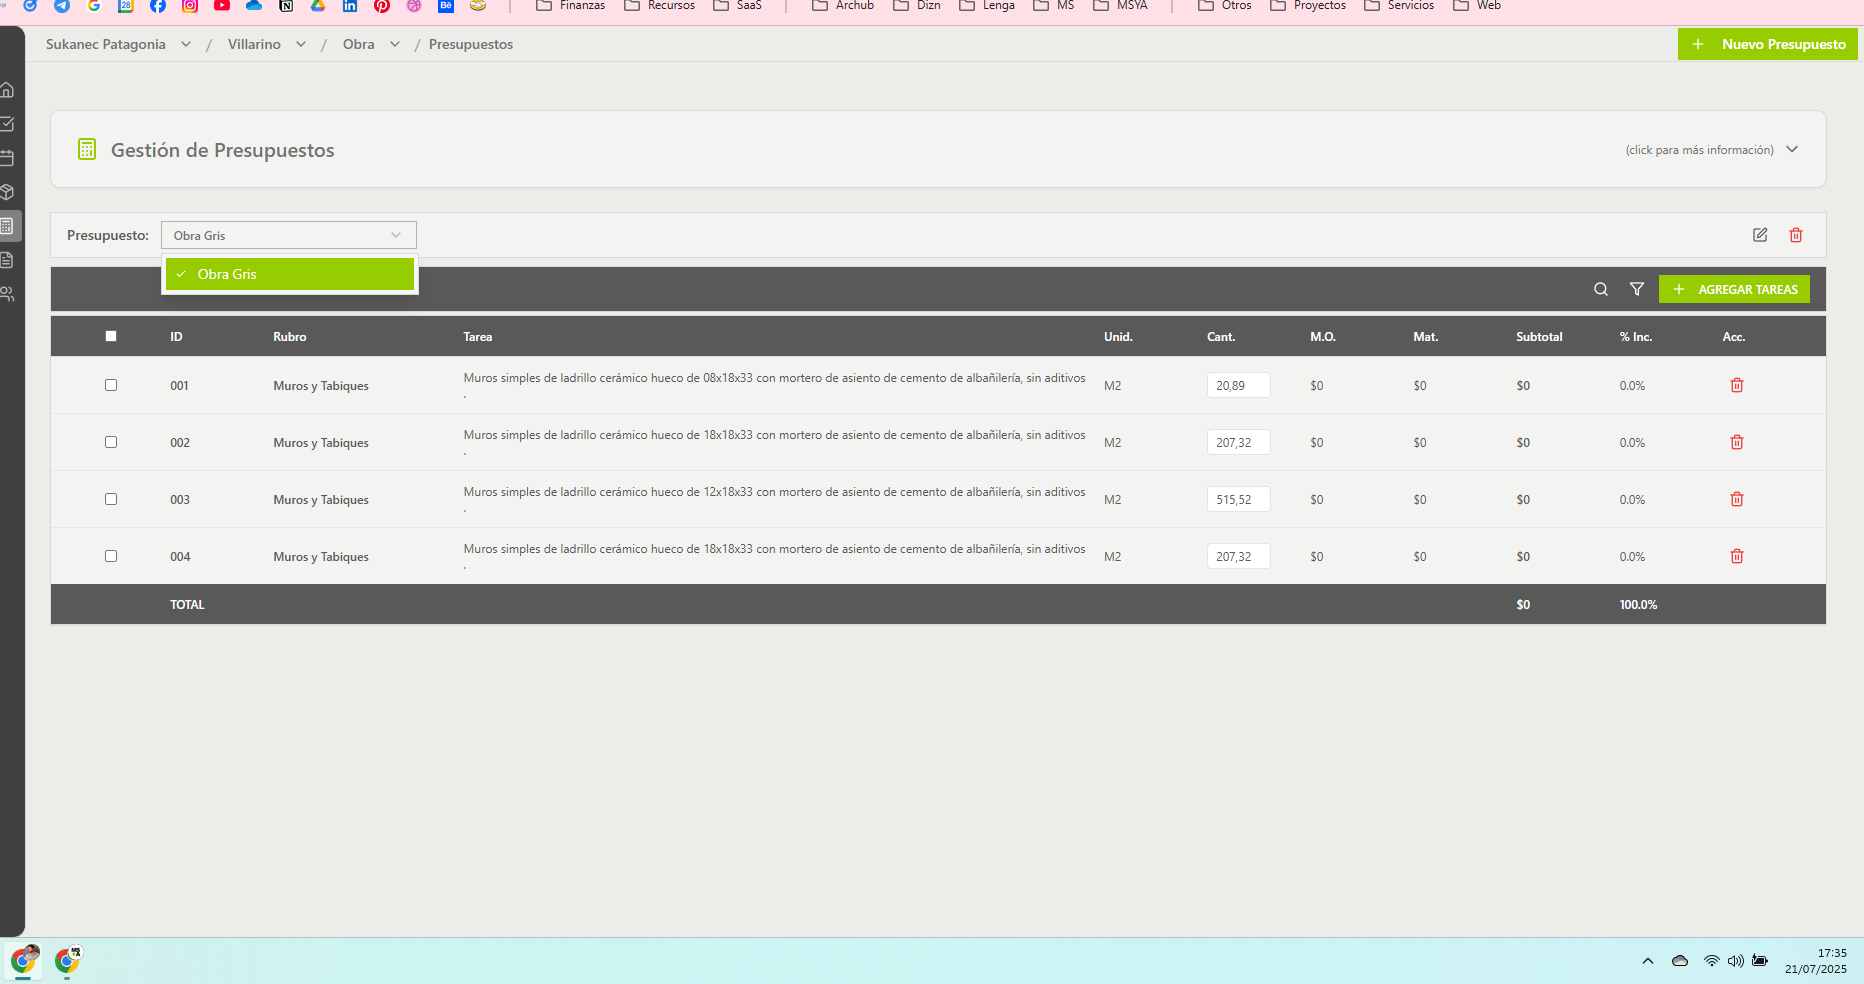 Finanzas Recursos SaaS Archub Dizn Lenga MS MSYA Otros Proyectos Servicios Web
Sukanec Patagonia / Villarino / Obra / Presupuestos
+ Nuevo Presupuesto
Gestión de Presupuestos
(click para más información)
Presupuesto: Obra Gris
Obra Gris
+ AGREGAR TAREAS
ID Rubro Tarea Unid. Cant. M.O. Mat. Subtotal % Inc. Acc.
001 Muros y Tabiques Muros simples de ladrillo cerámico hueco de 08x18x33 con mortero de asiento de cemento de albañilería, sin aditivos M2 20,89 $0 $0 $0 0.0%
.
002 Muros y Tabiques Muros simples de ladrillo cerámico hueco de 18x18x33 con mortero de asiento de cemento de albañilería, sin aditivos M2 207,32 $0 $0 $0 0.0%
.
003 Muros y Tabiques Muros simples de ladrillo cerámico hueco de 12x18x33 con mortero de asiento de cemento de albañilería, sin aditivos M2 515,52 $0 $0 $0 0.0%
.
004 Muros y Tabiques Muros simples de ladrillo cerámico hueco de 18x18x33 con mortero de asiento de cemento de albañilería, sin aditivos M2 207,32 $0 $0 $0 0.0%
.
TOTAL $0 100.0%
17:35
21/07/2025